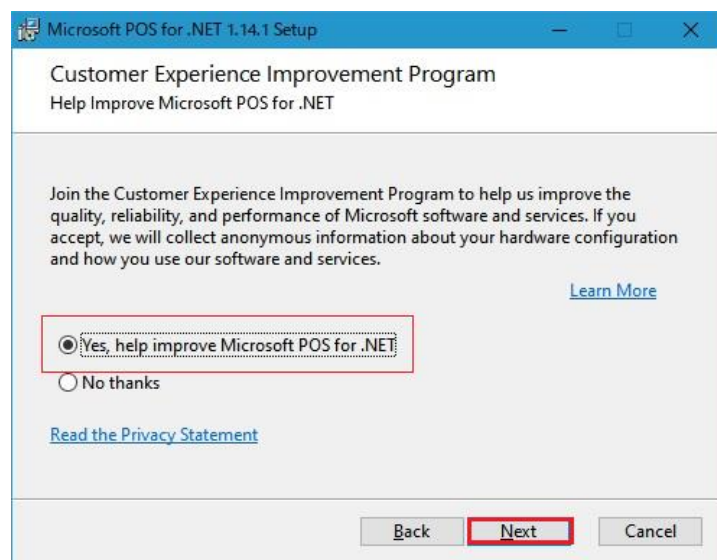 Microsoft POS for .NET 1.14.1 Setup
Customer Experience Improvement Program
Help Improve Microsoft POS for .NET
Join the Customer Experience Improvement Program to help us improve the
quality, reliability, and performance of Microsoft software and services. If you
accept, we will collect anonymous information about your hardware configuration
and how you use our software and services.
Learn More
Yes, help improve Microsoft POS for .NET
No thanks
Read the Privacy Statement
Back Next Cancel